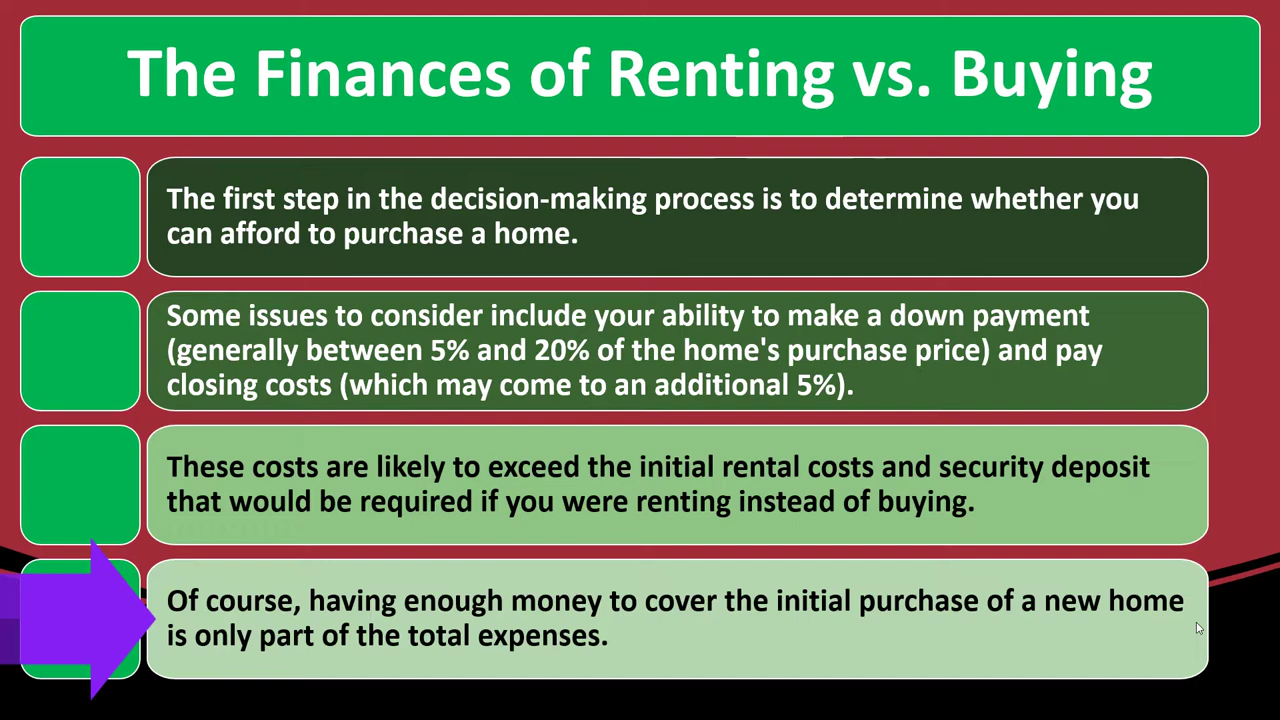 The Finances of Renting vs. Buying
The first step in the decision-making process is to determine whether you
can afford to purchase a home.
Some issues to consider include your ability to make a down payment
(generally between 5% and 20% of the home's purchase price) and pay
closing costs (which may come to an additional 5%).
These costs are likely to exceed the initial rental costs and security deposit
that would be required if you were renting instead of buying.
Of course, having enough money to cover the initial purchase of a new home
is only part of the total expenses.